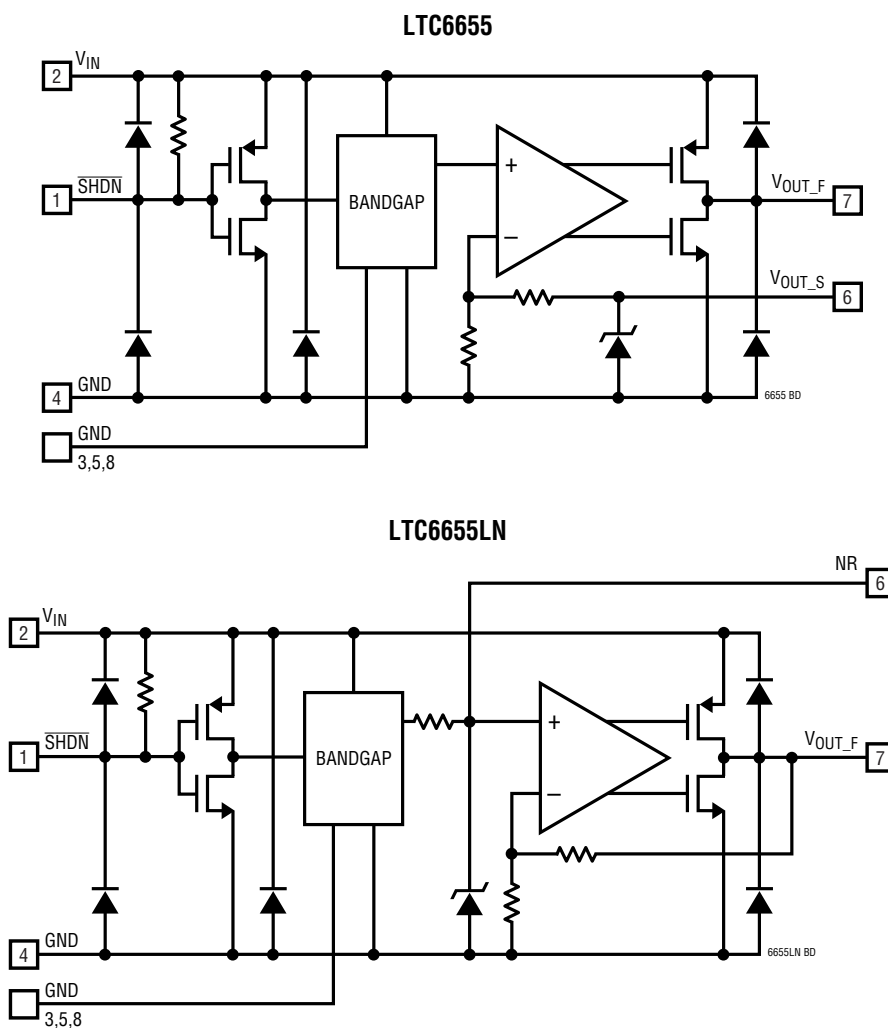 LTC6655
2 VIN
1 SHDN
BANDGAP
+
–
VOUT_F 7
VOUT_S 6
4 GND
6655 BD
GND
3,5,8
LTC6655LN
NR 6
2 VIN
1 SHDN
BANDGAP
+
–
VOUT_F 7
4 GND
6655LN BD
GND
3,5,8